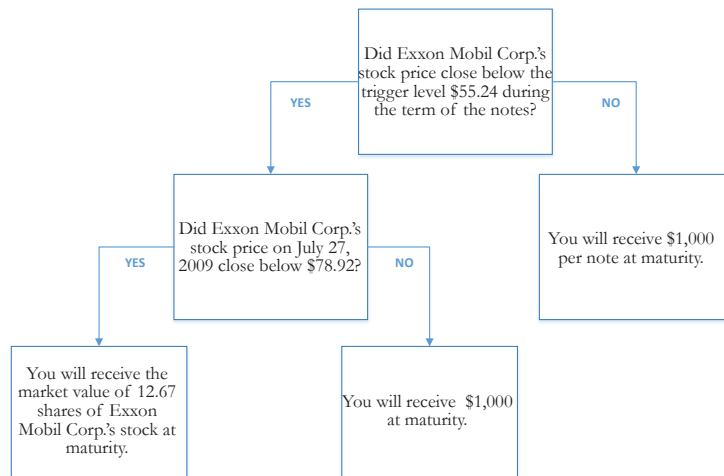 Did Exxon Mobil Corp.'s
stock price close below the
trigger level $55.24 during
the term of the notes?
YES
NO
Did Exxon Mobil Corp.'s
stock price on July 27,
2009 close below $78.92?
You will receive $1,000
per note at maturity.
YES
NO
You will receive the
market value of 12.67
shares of Exxon
Mobil Corp.'s stock at
maturity.
You will receive $1,000
at maturity.